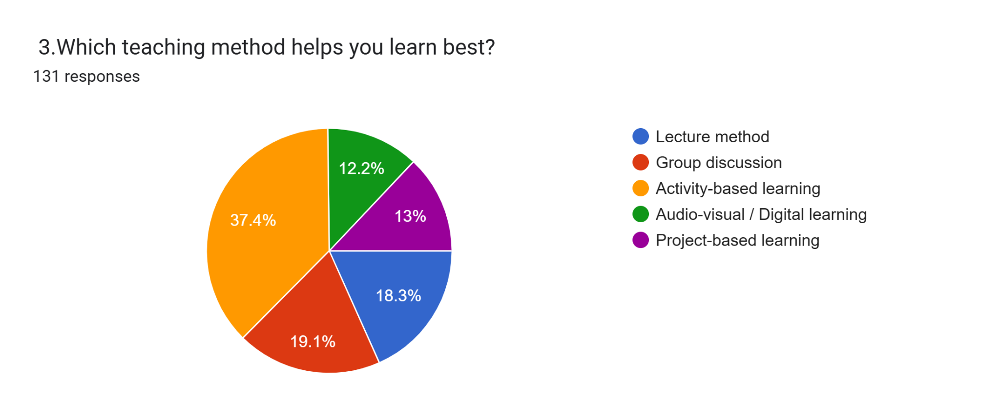 3.Which teaching method helps you learn best?
131 responses
12.2%
13%
37.4%
18.3%
19.1%
Lecture method
Group discussion
Activity-based learning
Audio-visual / Digital learning
Project-based learning